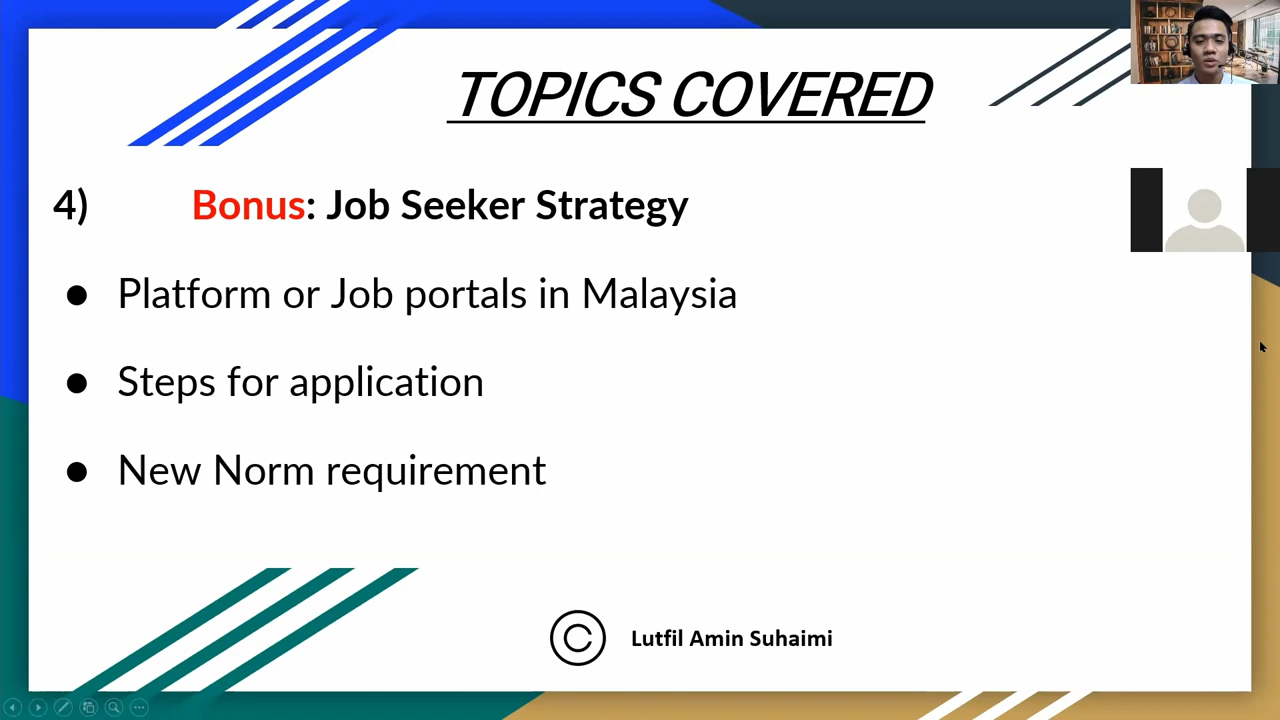 TOPICS COVERED
4) Bonus: Job Seeker Strategy
● Platform or Job portals in Malaysia
● Steps for application
● New Norm requirement
© Lutfil Amin Suhaimi